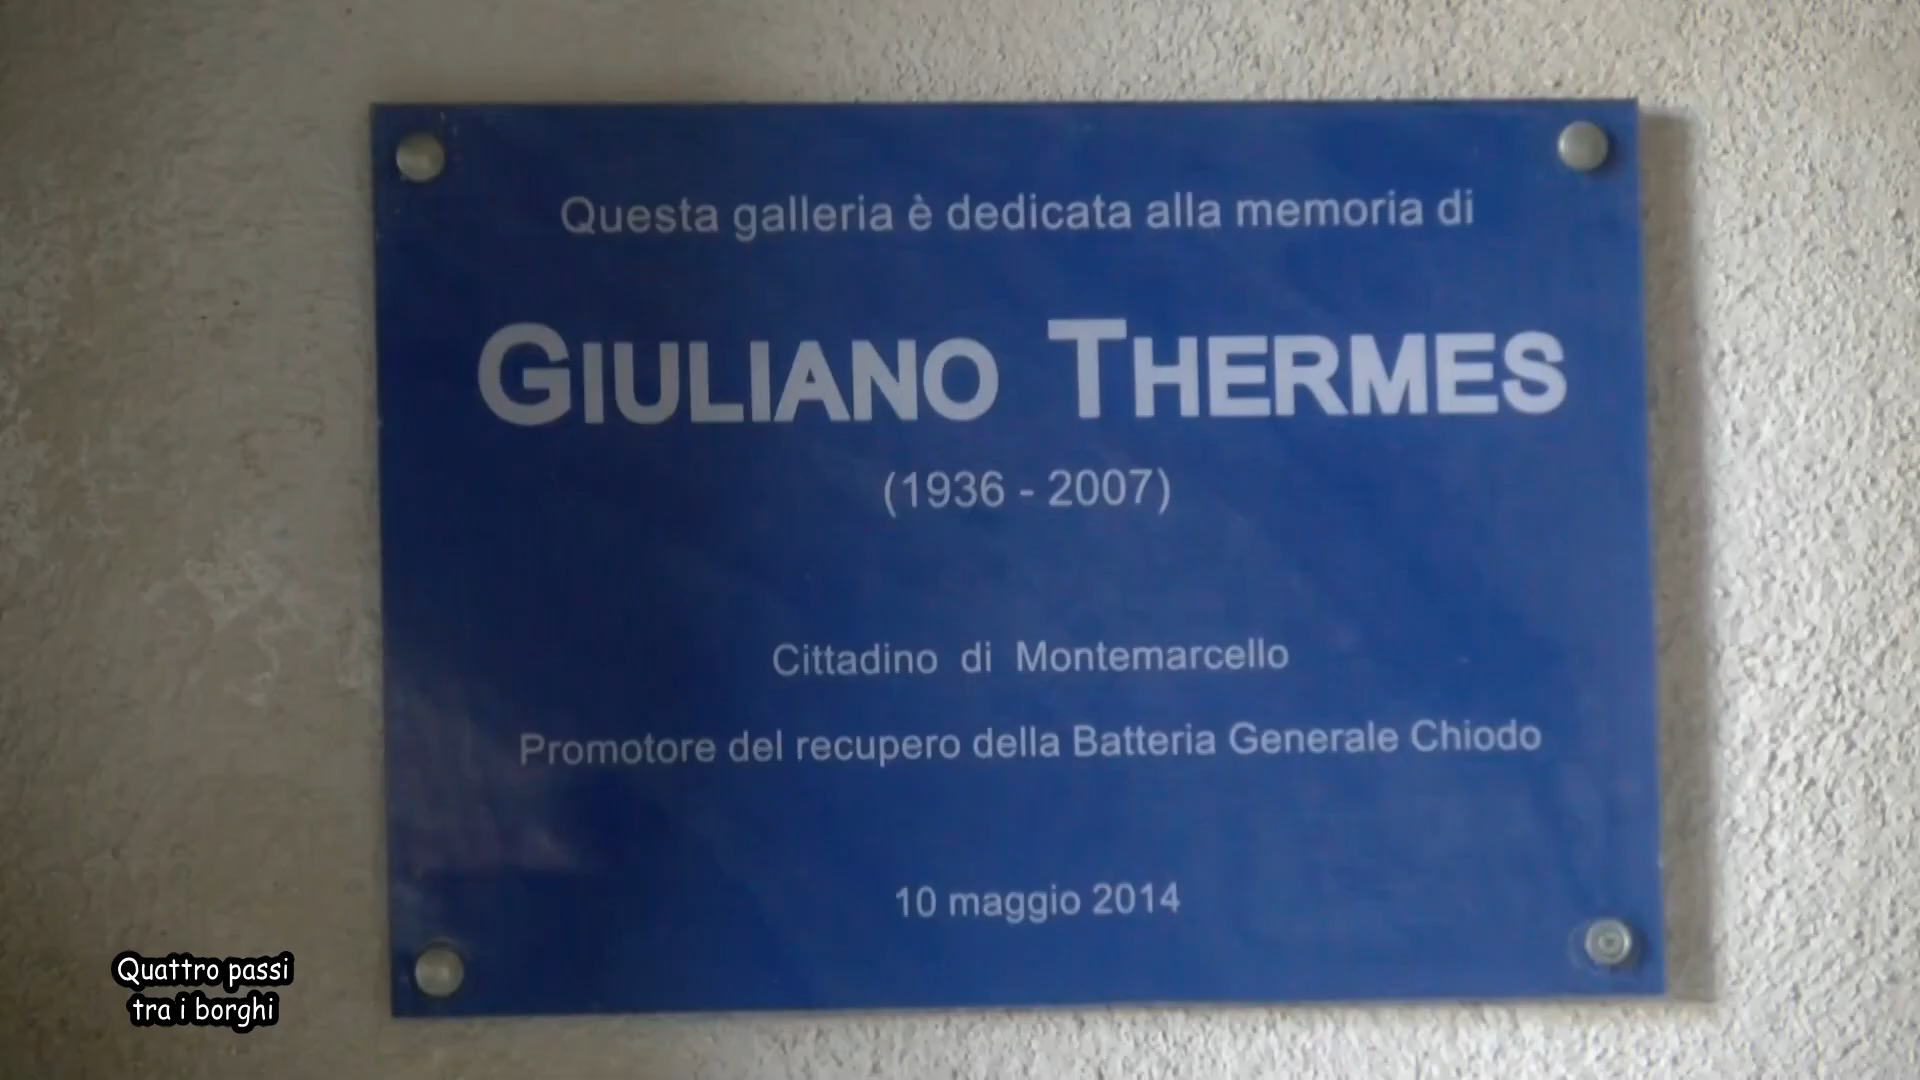 Questa galleria è dedicata alla memoria di
GIULIANO THERMES
(1936 - 2007)
Cittadino di Montemarcello
Promotore del recupero della Batteria Generale Chiodo
10 maggio 2014
Quattro passi
tra i borghi